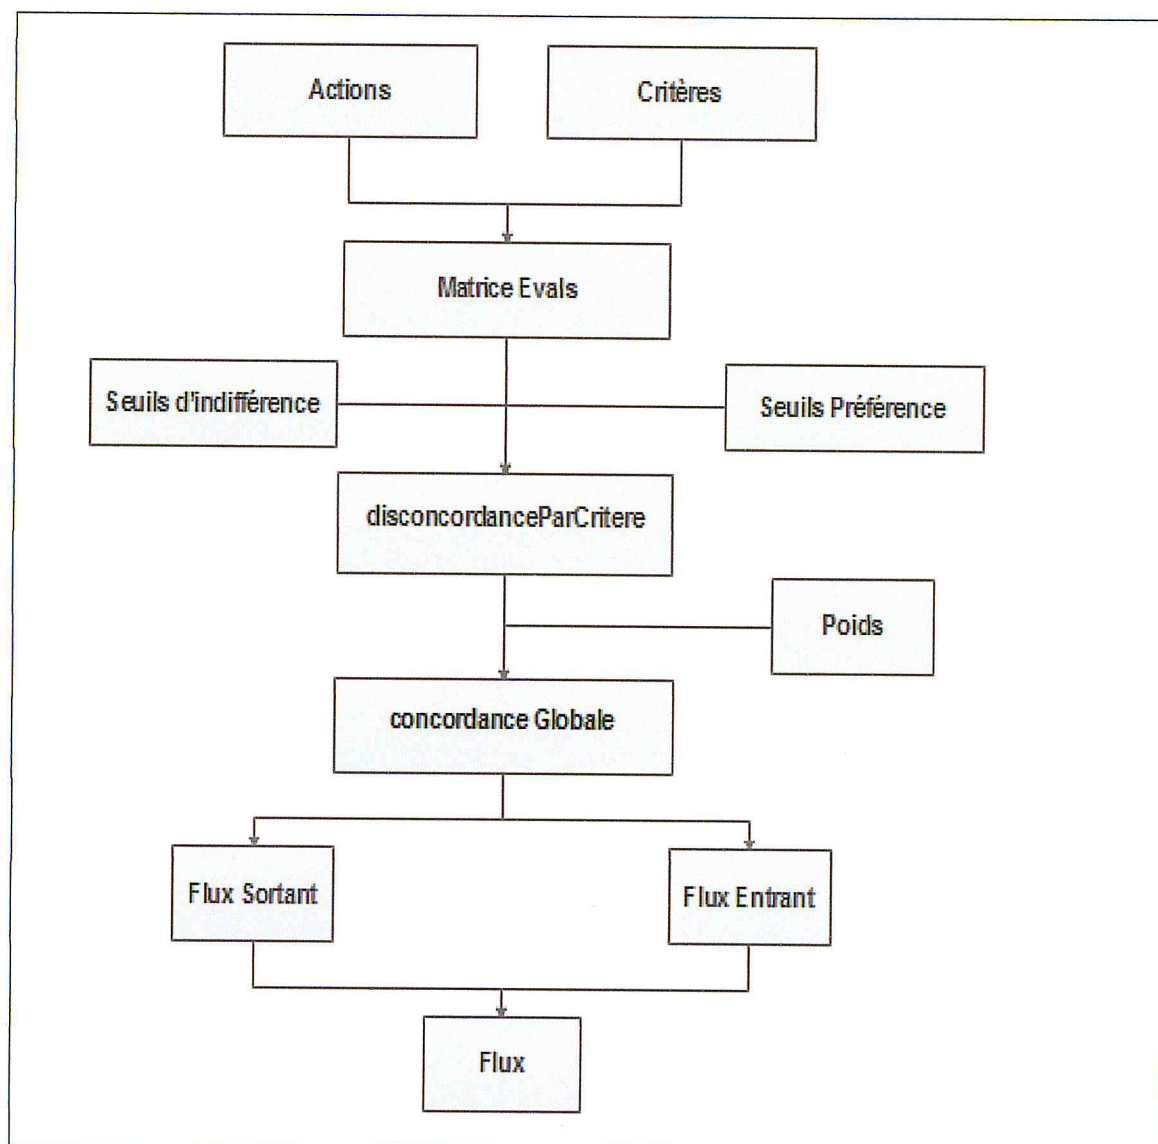 Actions
Critères
Matrice Evals
Seuils d'indifférence
Seuils Préférence
disconcordanceParCritere
Poids
concordance Globale
Flux Sortant
Flux Entrant
Flux